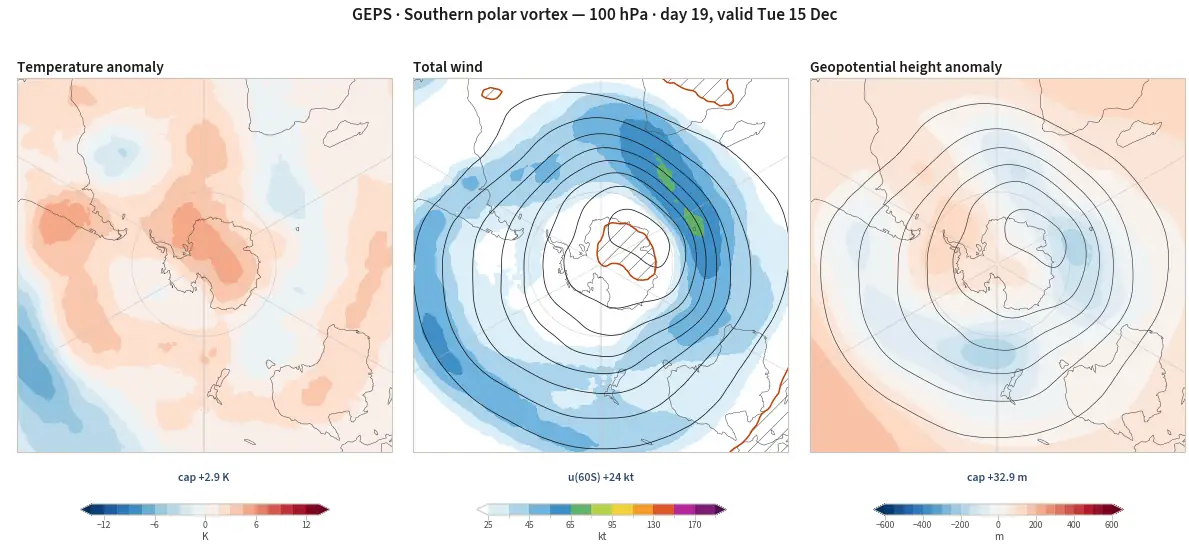 GEPS · Southern polar vortex — 100 hPa · day 19, valid Tue 15 Dec
Temperature anomaly
Total wind
Geopotential height anomaly
cap +2.9 K
u(60S) +24 kt
cap +32.9 m
−12 −6 0 6 12
K
25 45 65 95 130 170
kt
−600 −400 −200 0 200 400 600
m